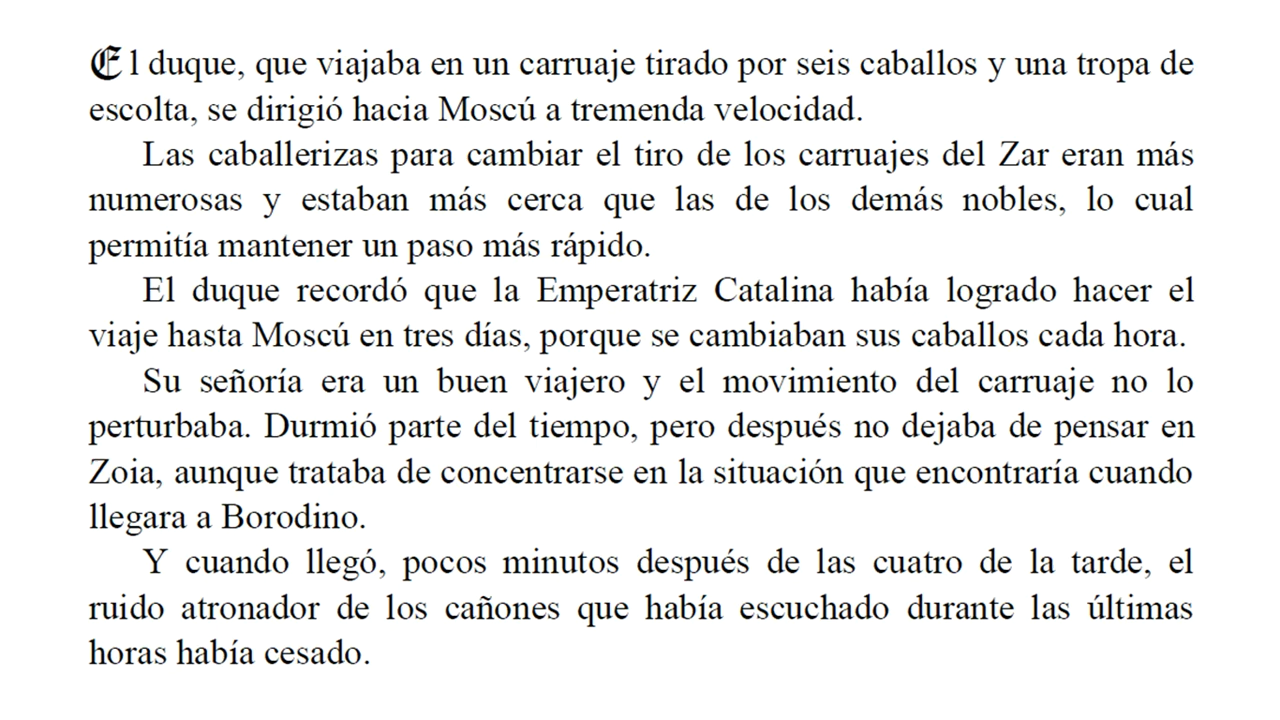 El duque, que viajaba en un carruaje tirado por seis caballos y una tropa de
escolta, se dirigió hacia Moscú a tremenda velocidad.
Las caballerizas para cambiar el tiro de los carruajes del Zar eran más
numerosas y estaban más cerca que las de los demás nobles, lo cual
permitía mantener un paso más rápido.
El duque recordó que la Emperatriz Catalina había logrado hacer el
viaje hasta Moscú en tres días, porque se cambiaban sus caballos cada hora.
Su señoría era un buen viajero y el movimiento del carruaje no lo
perturbaba. Durmió parte del tiempo, pero después no dejaba de pensar en
Zoia, aunque trataba de concentrarse en la situación que encontraría cuando
llegara a Borodino.
Y cuando llegó, pocos minutos después de las cuatro de la tarde, el
ruido atronador de los cañones que había escuchado durante las últimas
horas había cesado.